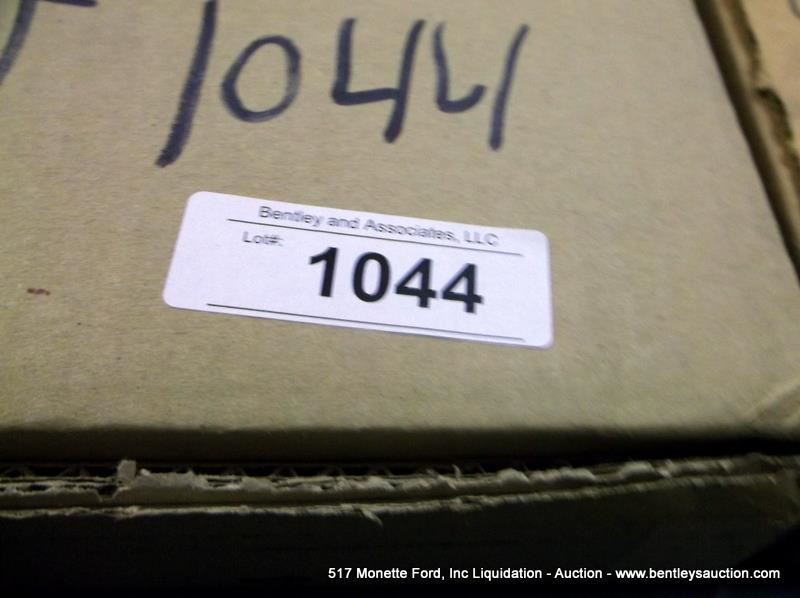 1044
Bentley and Associates, LLC
Lot#:
1044
517 Monette Ford, Inc Liquidation - Auction - www.bentleysauction.com